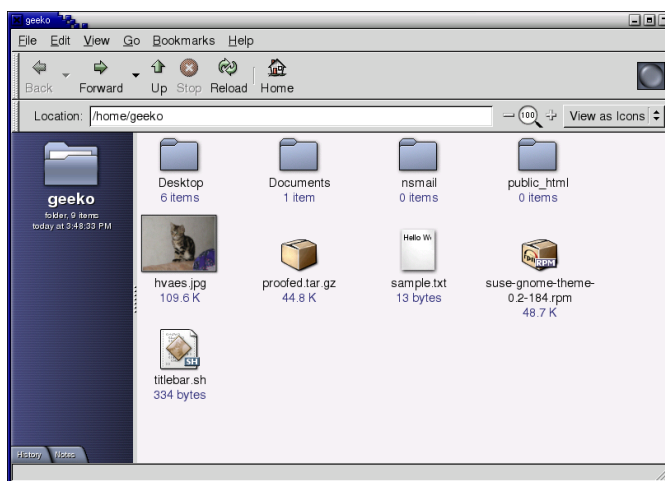 geeko
File Edit View Go Bookmarks Help
Back Forward Up Stop Reload Home
Location: /home/geeko 100 View as Icons
geeko
folder, 9 items
today at 3:48:33 PM
Desktop
6 items
Documents
1 item
nsmail
0 items
public_html
0 items
hvaes.jpg
109.6 K
proofed.tar.gz
44.8 K
Hello W
sample.txt
13 bytes
RPM
suse-gnome-theme-
0.2-184.rpm
48.7 K
SH
titlebar.sh
334 bytes
History Notes